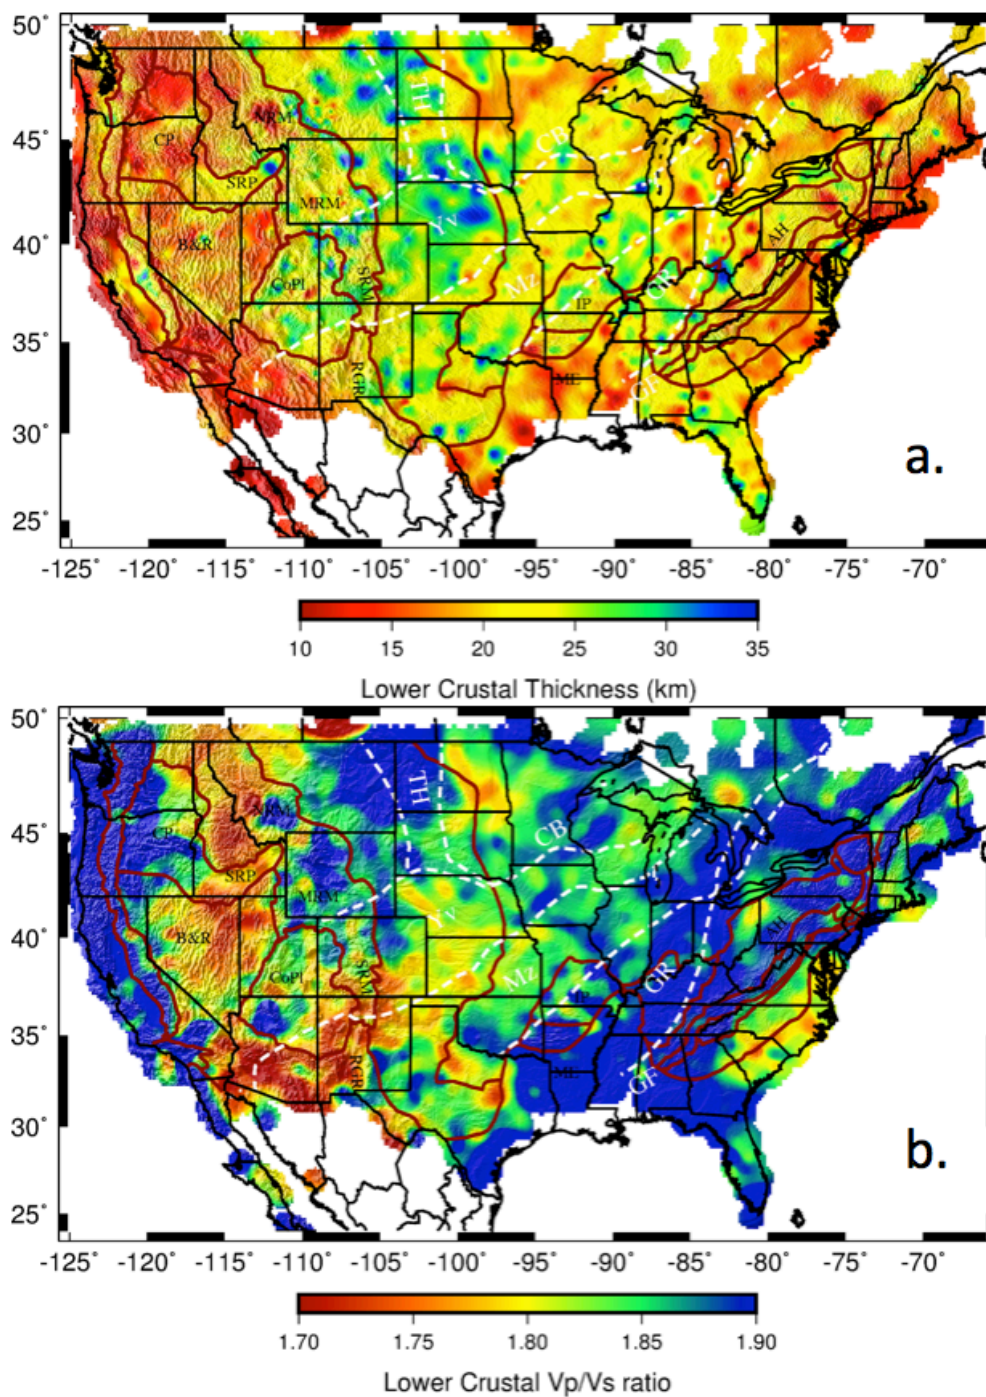 50˚
45˚
40˚
35˚
30˚
25˚
NRM
CP
SRP
MRM
B&R
CoPl
SRM
RGR
HT
CB
Yv
Mz
IP
GR
ME
GF
AH
a.
-125˚ -120˚ -115˚ -110˚ -105˚ -100˚ -95˚ -90˚ -85˚ -80˚ -75˚ -70˚
10 15 20 25 30 35
Lower Crustal Thickness (km)
50˚
45˚
40˚
35˚
30˚
25˚
NRM
CP
SRP
MRM
B&R
CoPl
SRM
RGR
HT
CB
Yv
Mz
IP
GR
ME
GF
AH
b.
-125˚ -120˚ -115˚ -110˚ -105˚ -100˚ -95˚ -90˚ -85˚ -80˚ -75˚ -70˚
1.70 1.75 1.80 1.85 1.90
Lower Crustal Vp/Vs ratio